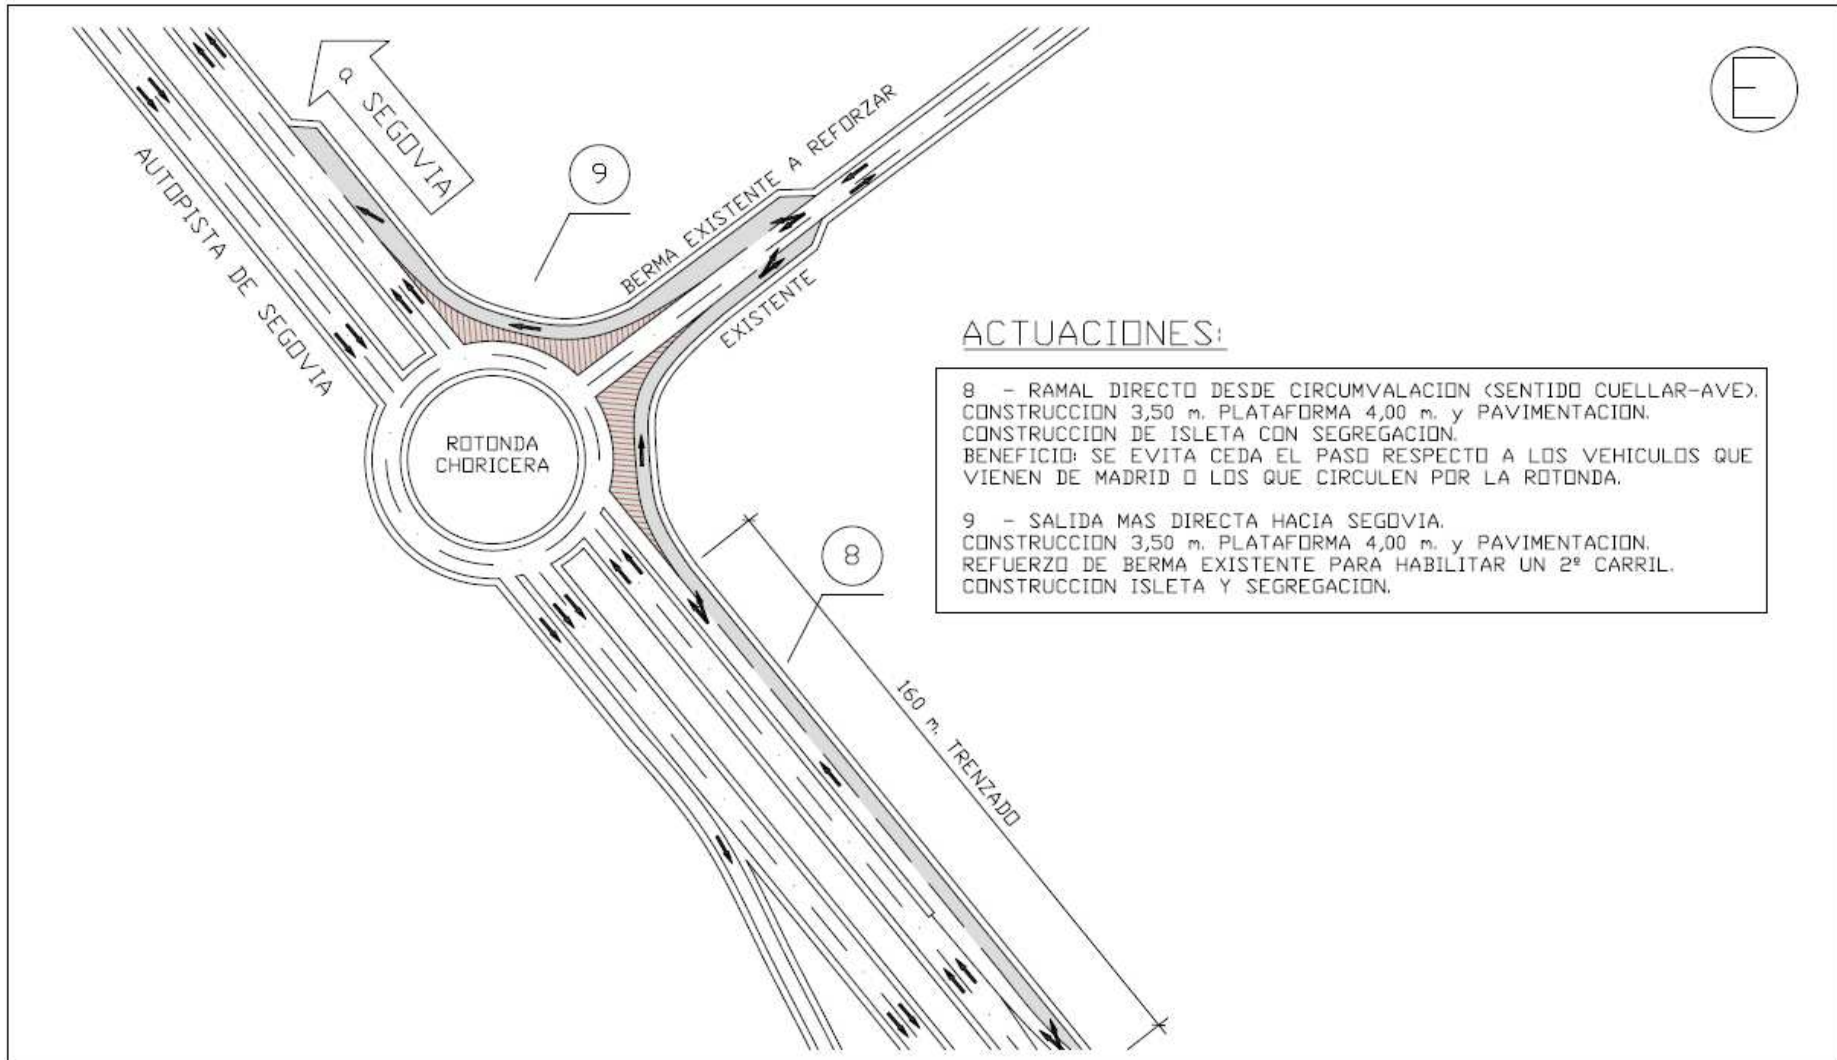 a SEGOVIA
E
9
BERMA EXISTENTE A REFORZAR
AUTOPISTA DE SEGOVIA
EXISTENTE
ROTONDA
CHORICERA
8
160 m. TRENZADO
ACTUACIONES:
8 - RAMAL DIRECTO DESDE CIRCUMVALACION (SENTIDO CUELLAR-AVE).
CONSTRUCCION 3,50 m. PLATAFORMA 4,00 m. y PAVIMENTACION.
CONSTRUCCION DE ISLETA CON SEGREGACION.
BENEFICIO: SE EVITA CEDA EL PASO RESPECTO A LOS VEHICULOS QUE
VIENEN DE MADRID O LOS QUE CIRCULEN POR LA ROTONDA.
9 - SALIDA MAS DIRECTA HACIA SEGOVIA.
CONSTRUCCION 3,50 m. PLATAFORMA 4,00 m. y PAVIMENTACION.
REFUERZO DE BERMA EXISTENTE PARA HABILITAR UN 2º CARRIL.
CONSTRUCCION ISLETA Y SEGREGACION.